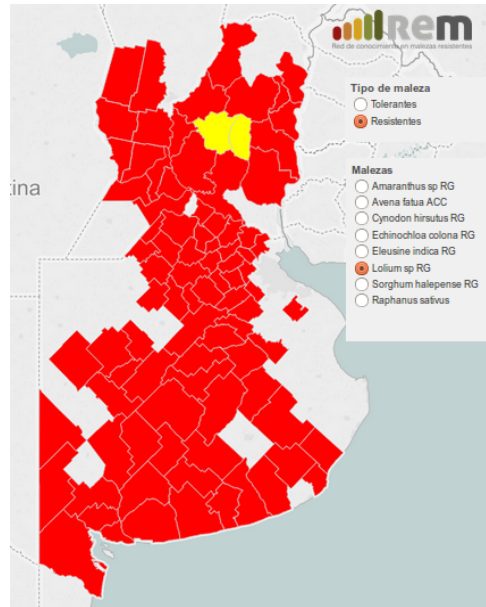 Rem
Red de conocimiento en malezas resistentes
Tipo de maleza
Tolerantes
Resistentes
tina
Malezas
Amaranthus sp RG
Avena fatua ACC
Cynodon hirsutus RG
Echinochloa colona RG
Eleusine indica RG
Lolium sp RG
Sorghum halepense RG
Raphanus sativus